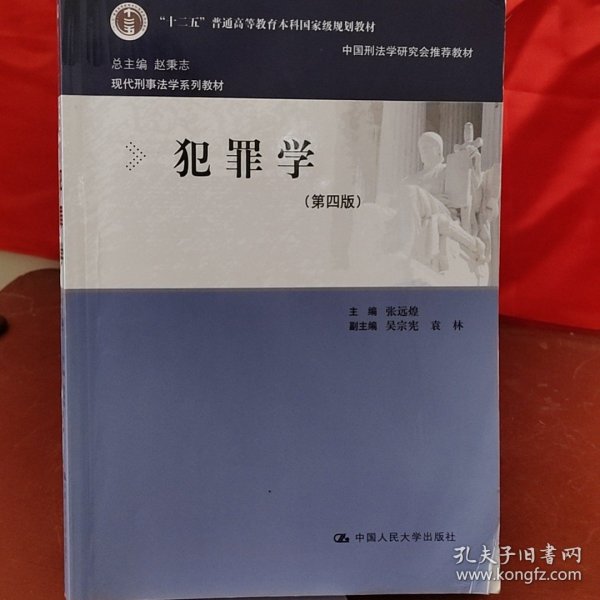 “十二五”普通高等教育本科国家级规划教材
中国刑法学研究会推荐教材
总主编 赵秉志
现代刑事法学系列教材
犯罪学
（第四版）
主 编 张远煌
副主编 吴宗宪 袁 林
中国人民大学出版社
孔夫子旧书网
www.kongfz.com